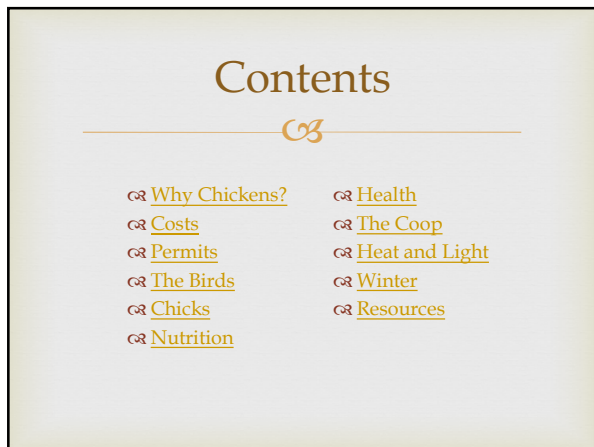 Contents
Why Chickens?
Costs
Permits
The Birds
Chicks
Nutrition
Health
The Coop
Heat and Light
Winter
Resources